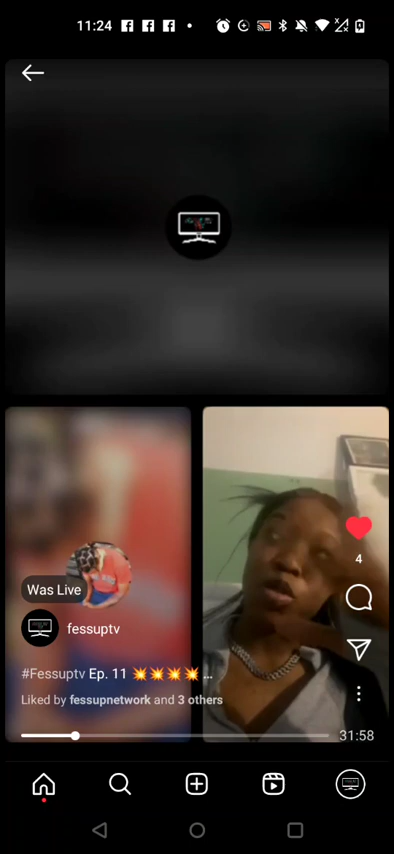 11:24
Was Live
fessuptv
#Fessuptv Ep. 11 💥💥💥💥 ...
Liked by fessupnetwork and 3 others
4
31:58